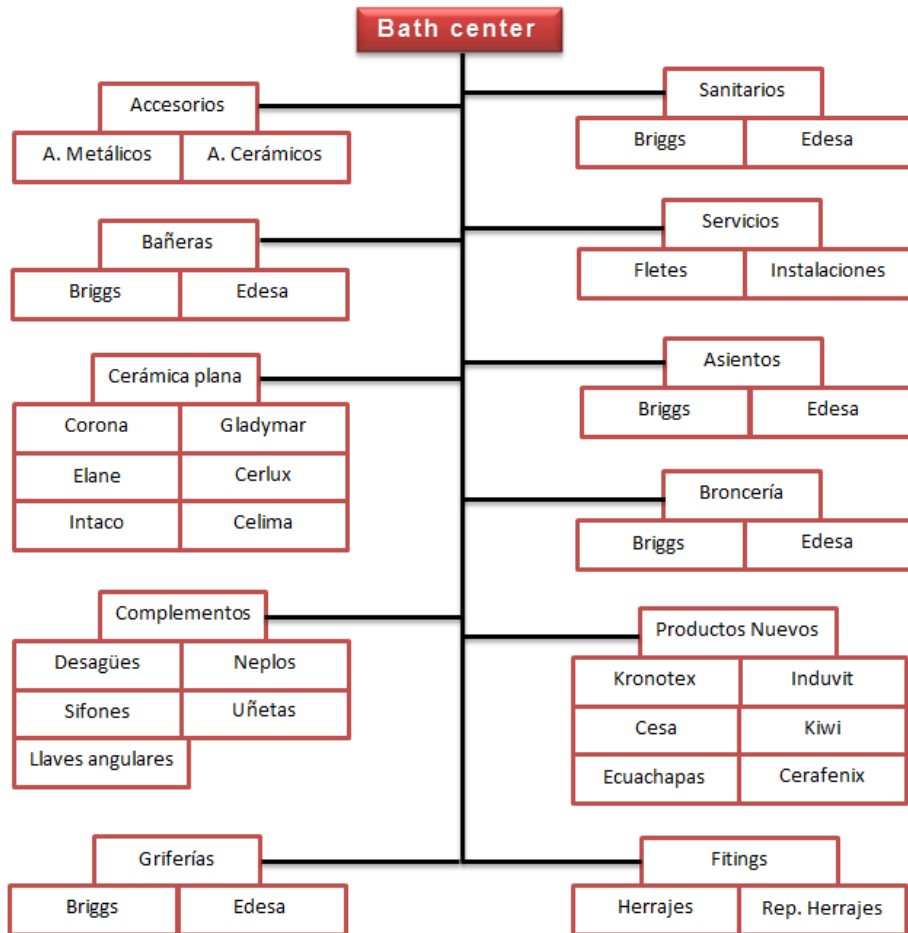 Bath center
Accesorios
A. Metálicos
A. Cerámicos
Bañeras
Briggs
Edesa
Cerámica plana
Corona
Gladymar
Elane
Cerlux
Intaco
Celima
Complementos
Desagües
Neplos
Sifones
Uñetas
Llaves angulares
Griferías
Briggs
Edesa
Sanitarios
Briggs
Edesa
Servicios
Fletes
Instalaciones
Asientos
Briggs
Edesa
Broncería
Briggs
Edesa
Productos Nuevos
Kronotex
Induvit
Cesa
Kiwi
Ecuachapas
Cerafenix
Fitings
Herrajes
Rep. Herrajes